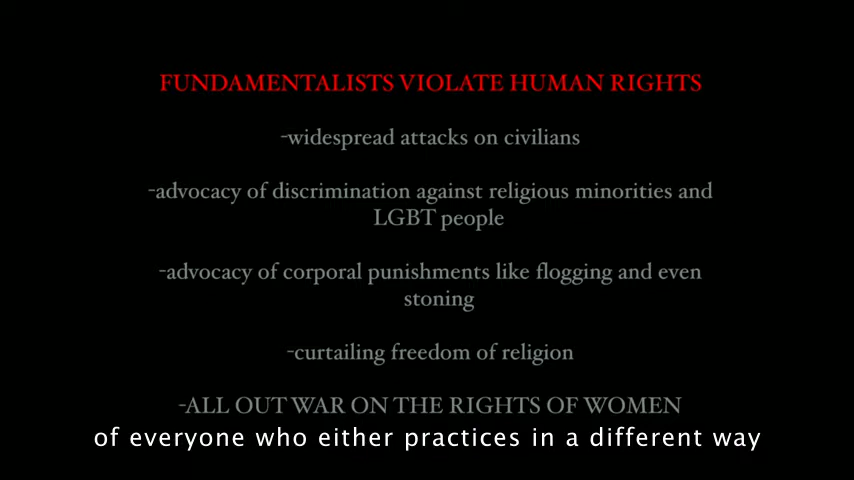 FUNDAMENTALISTS VIOLATE HUMAN RIGHTS
-widespread attacks on civilians
-advocacy of discrimination against religious minorities and
LGBT people
-advocacy of corporal punishments like flogging and even
stoning
-curtailing freedom of religion
-ALL OUT WAR ON THE RIGHTS OF WOMEN
of everyone who either practices in a different way